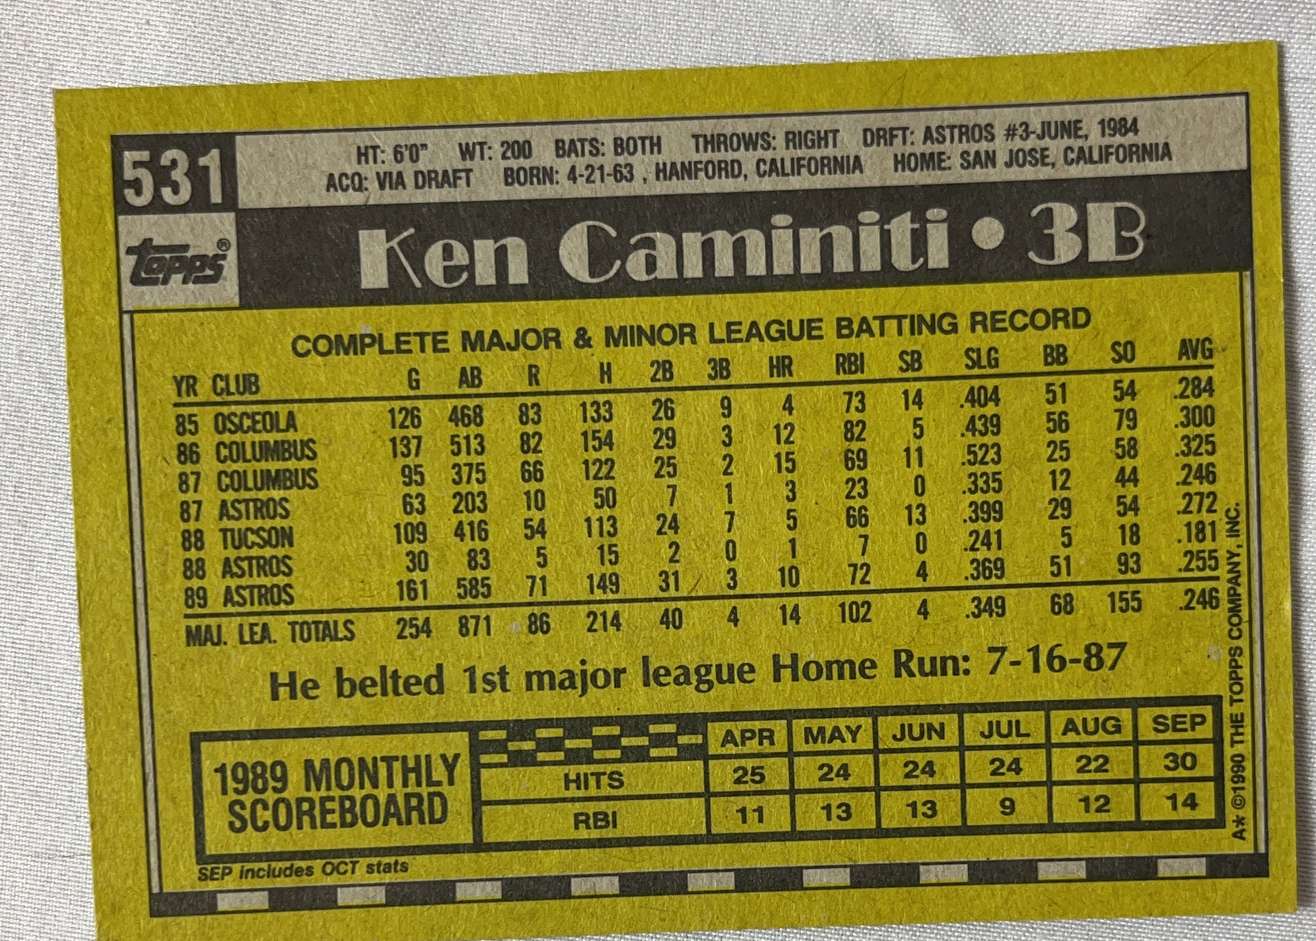 531
HT: 6'0" WT: 200 BATS: BOTH THROWS: RIGHT DRFT: ASTROS #3-JUNE, 1984
ACQ: VIA DRAFT BORN: 4-21-63 , HANFORD, CALIFORNIA HOME: SAN JOSE, CALIFORNIA
Topps®
Ken Caminiti • 3B
COMPLETE MAJOR & MINOR LEAGUE BATTING RECORD
YR CLUB G AB R H 2B 3B HR RBI SB SLG BB SO AVG
85 OSCEOLA 126 468 83 133 26 9 4 73 14 .404 51 54 .284
86 COLUMBUS 137 513 82 154 29 3 12 82 5 .439 56 79 .300
87 COLUMBUS 95 375 66 122 25 2 15 69 11 .523 25 58 .325
87 ASTROS 63 203 10 50 7 1 3 23 0 .335 12 44 .246
88 TUCSON 109 416 54 113 24 7 5 66 13 .399 29 54 .272
88 ASTROS 30 83 5 15 2 0 1 7 0 .241 5 18 .181
89 ASTROS 161 585 71 149 31 3 10 72 4 .369 51 93 .255
MAJ. LEA. TOTALS 254 871 86 214 40 4 14 102 4 .349 68 155 .246
He belted 1st major league Home Run: 7-16-87
1989 MONTHLY
SCOREBOARD
APR MAY JUN JUL AUG SEP
HITS 25 24 24 24 22 30
RBI 11 13 13 9 12 14
SEP includes OCT stats
A* ©1990 THE TOPPS COMPANY, INC.